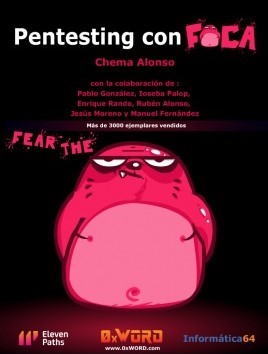 Pentesting con FOCA
Chema Alonso
con la colaboración de :
Pablo González, Ioseba Palop,
Enrique Rando, Rubén Alonso,
Jesús Moreno y Manuel Fernández
Más de 3000 ejemplares vendidos
FEAR THE
Eleven
Paths
0xWORD
www.0xWORD.com
Informática64